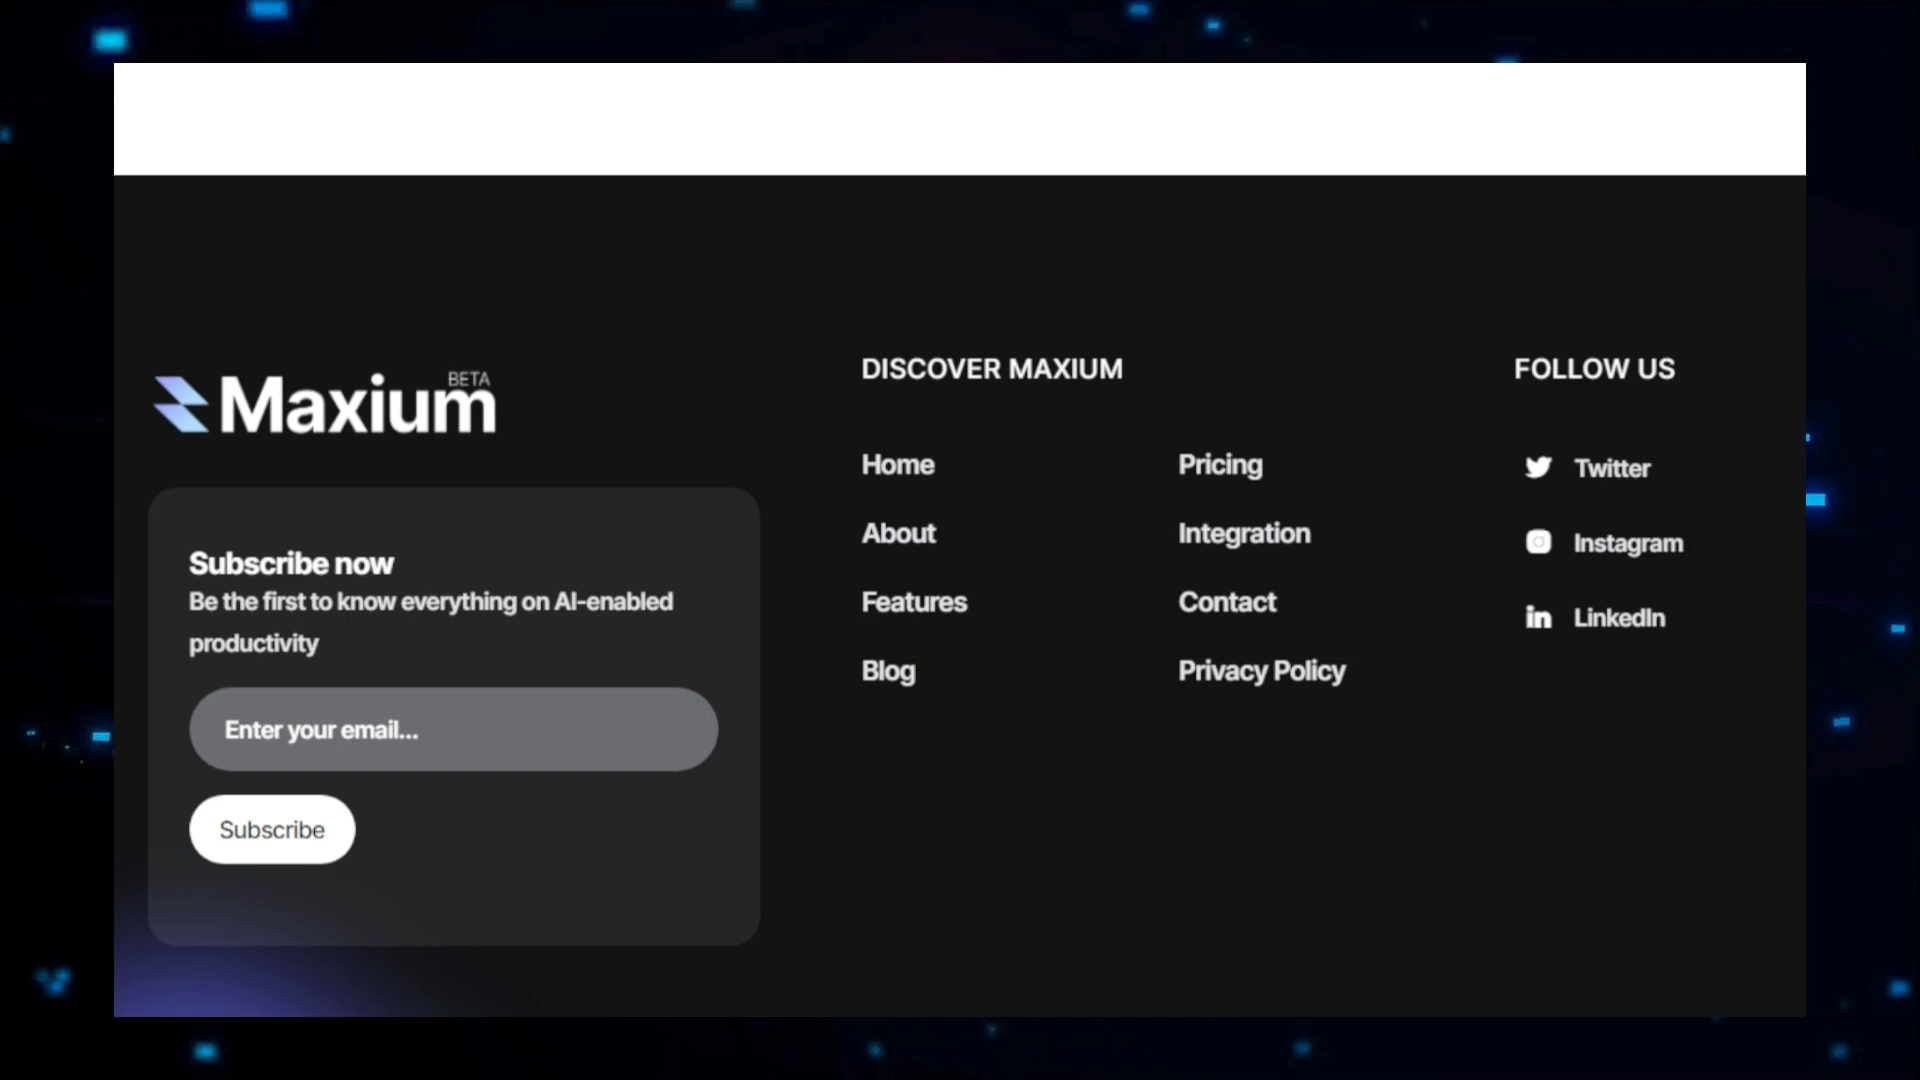 Maxium BETA
Subscribe now
Be the first to know everything on AI-enabled
productivity
Enter your email...
Subscribe
DISCOVER MAXIUM
Home
About
Features
Blog
Pricing
Integration
Contact
Privacy Policy
FOLLOW US
Twitter
Instagram
LinkedIn